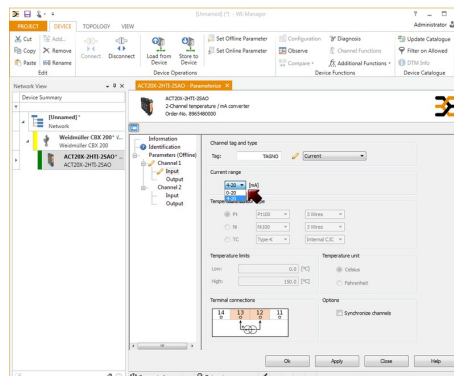 [Unnamed]* - WI-Manager
PROJECT DEVICE TOPOLOGY VIEW Administrator
Cut Add... Set Offline Parameter Configuration Diagnosis Update Catalogue
Copy Remove Connect Disconnect Load from Device Store to Device Set Online Parameter Observe Channel Functions Filter on Allowed
Paste Rename Compare Additional Functions DTM Info
Edit Device Operations Device Functions Device Catalogue
Network View ACT20X-2HTI-2SAO - Parameterize
Device Summary
ACT20X-2HTI-2SAO
2-Channel temperature / mA converter
Order-No. 8965480000
[Unnamed]*
Network
Weidmüller CBX 200*
Weidmüller CBX 200
ACT20X-2HTI-2SAO*
ACT20X-2HTI-2SAO
Information
Identification
Parameters (Offline)
Channel 1
Input
Output
Channel 2
Input
Output
Channel tag and type
Tag: TAGNO Current
Current range
4-20 [mA]
0-20
4-20
Pt Pt100 3 Wires
Ni Ni100 3 Wires
TC Type-K Internal CJC
Temperature limits Temperature unit
Low: 0.0 [°C] Celsius
High: 150.0 [°C] Fahrenheit
Terminal connections Options
14 13 12 11 Synchronize channels
Ok Apply Close Help